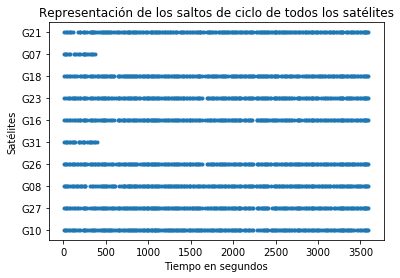 Representación de los saltos de ciclo de todos los satélites
G21
G07
G18
G23
G16
G31
G26
G08
G27
G10
Satélites
0 500 1000 1500 2000 2500 3000 3500
Tiempo en segundos